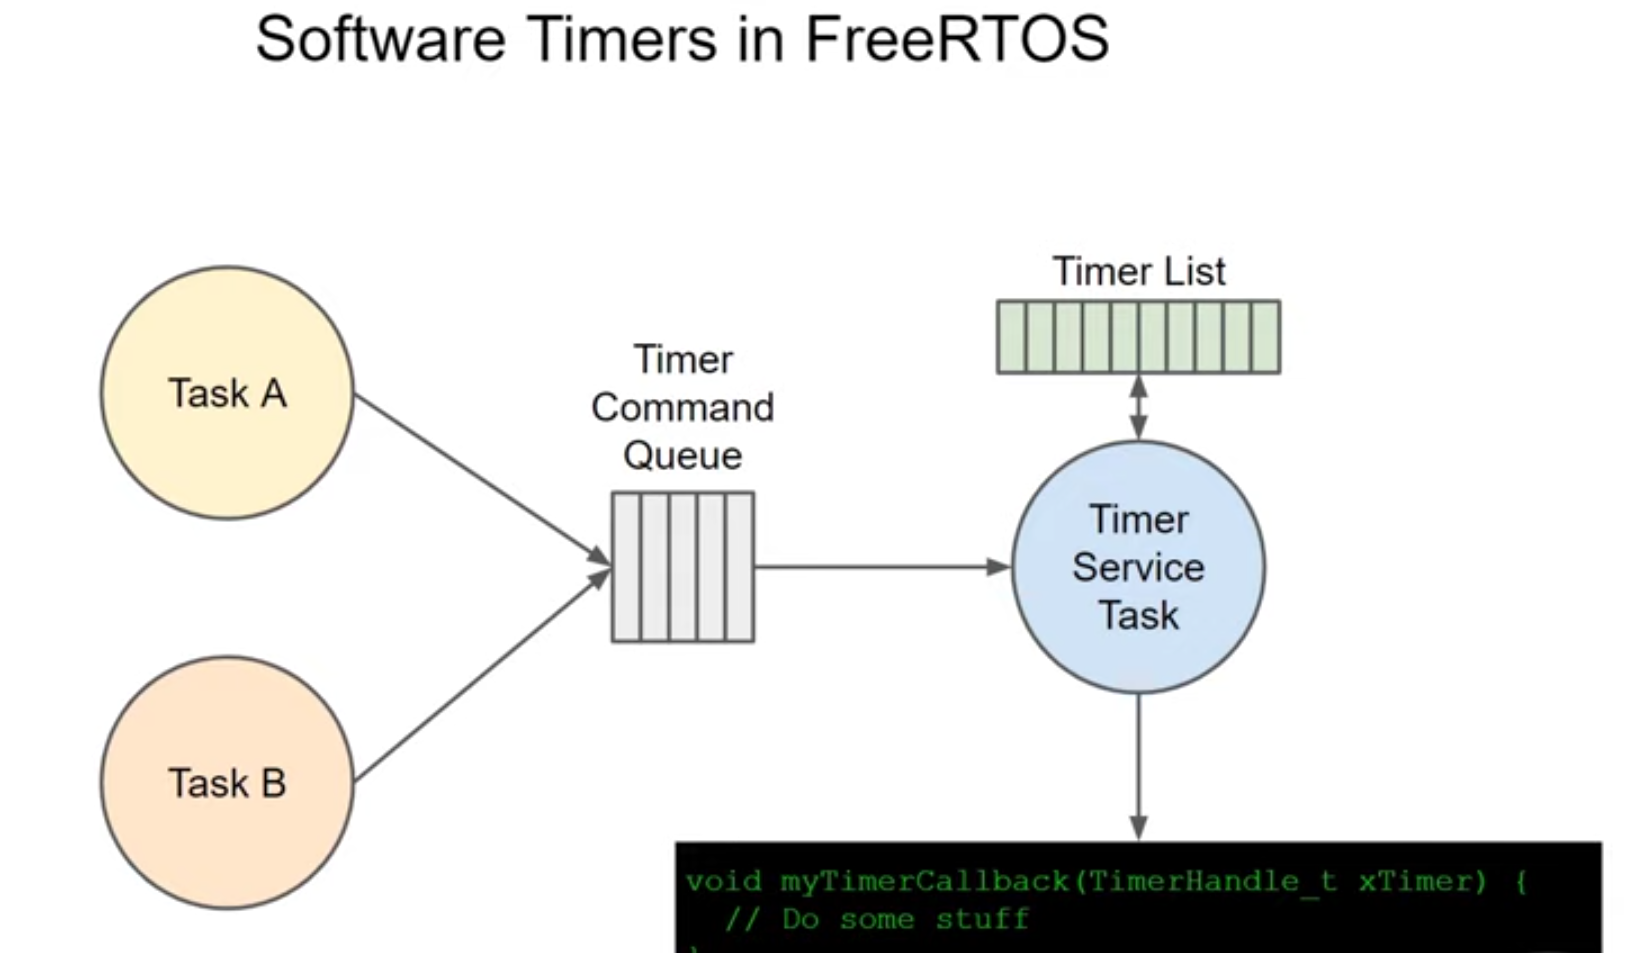 Software Timers in FreeRTOS
Task A
Task B
Timer
Command
Queue
Timer List
Timer
Service
Task
void myTimerCallback(TimerHandle_t xTimer) {
// Do some stuff